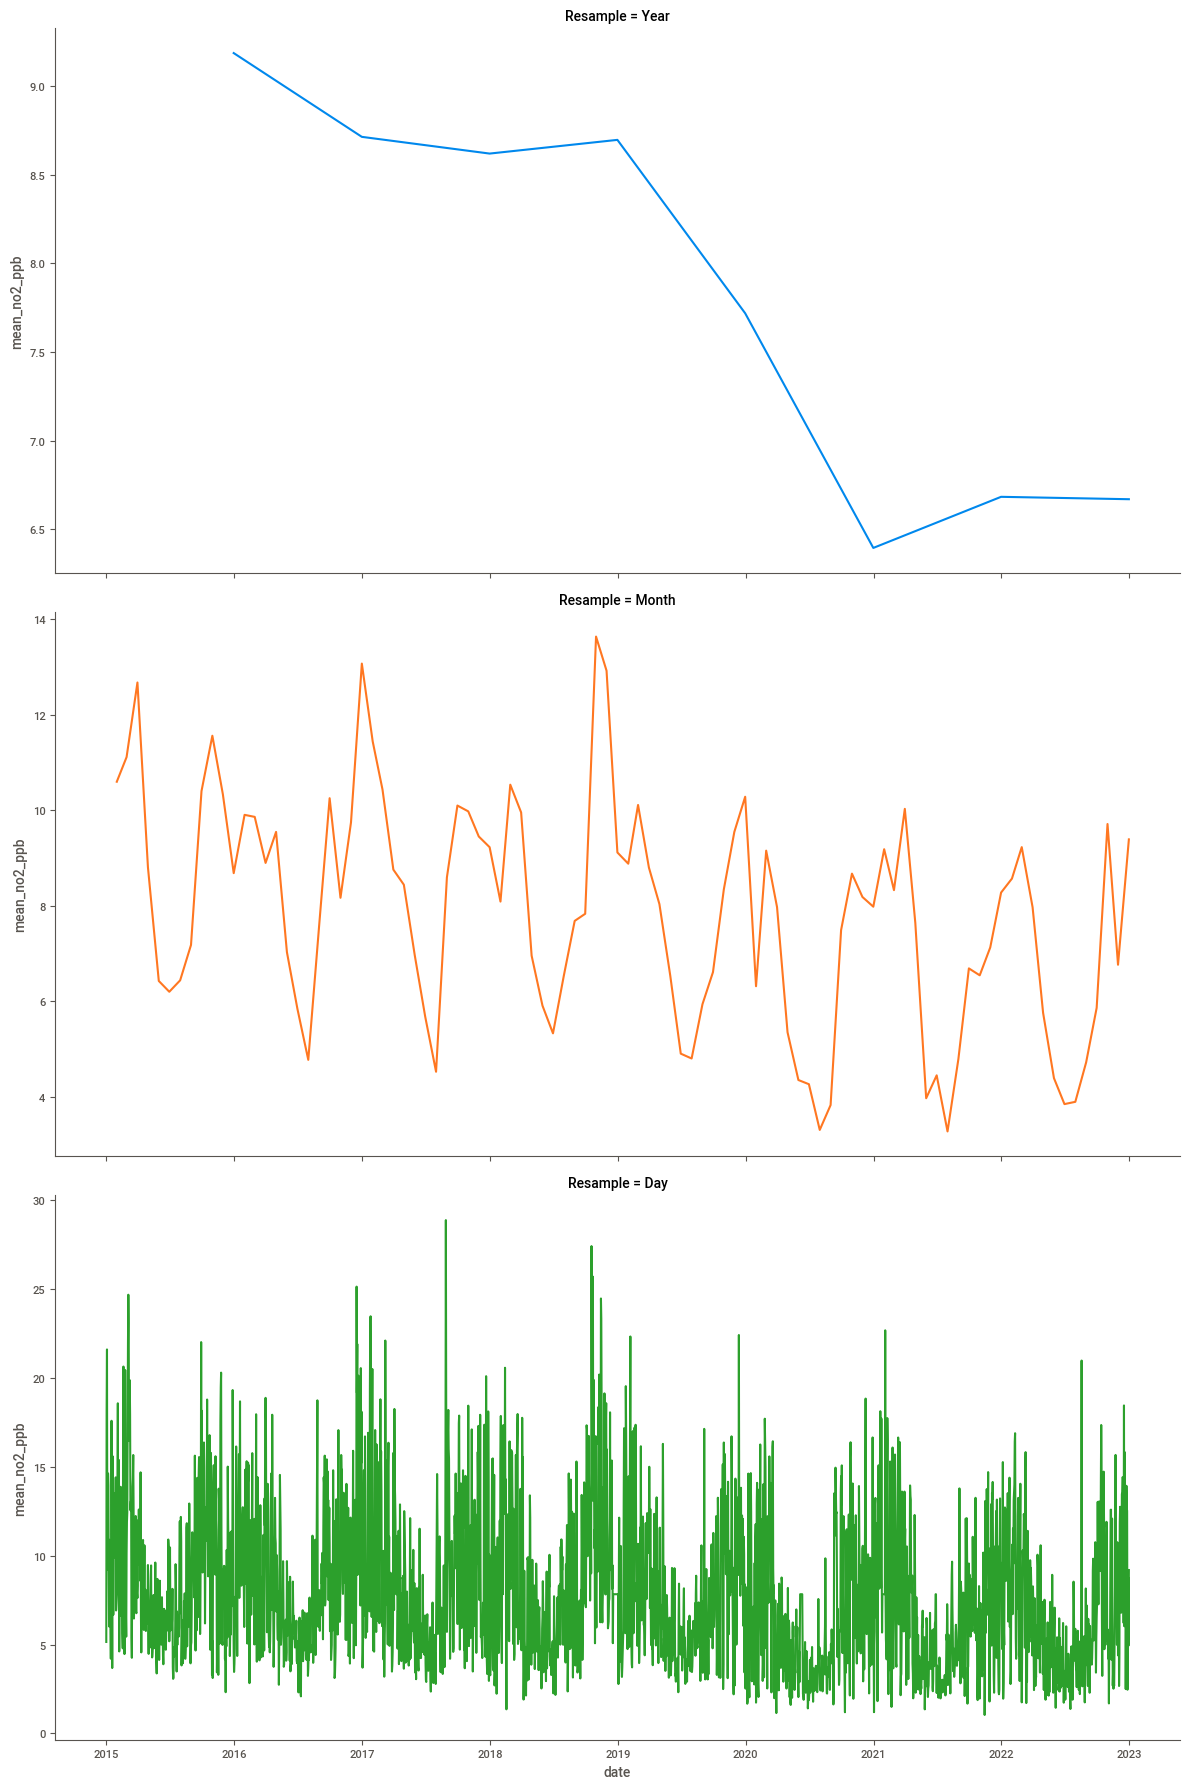 Resample = Year
9.0
8.5
8.0
7.5
7.0
6.5
mean_no2_ppb
Resample = Month
14
12
10
8
6
4
mean_no2_ppb
Resample = Day
30
25
20
15
10
5
0
mean_no2_ppb
2015 2016 2017 2018 2019 2020 2021 2022 2023
date